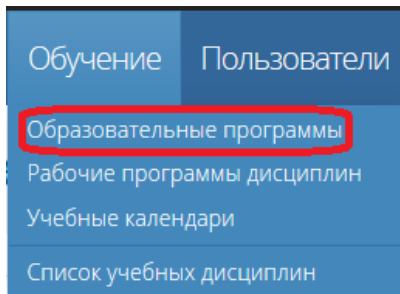 Обучение Пользователи
Образовательные программы
Рабочие программы дисциплин
Учебные календари
Список учебных дисциплин